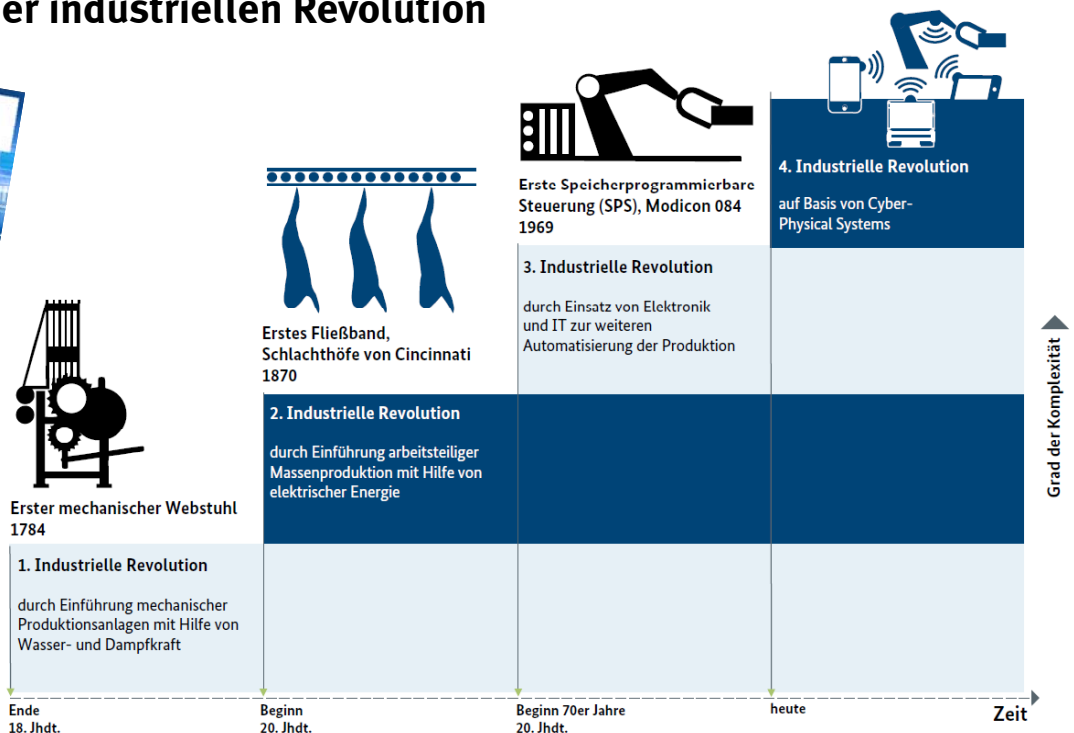 er industriellen Revolution
Erster mechanischer Webstuhl
1784
1. Industrielle Revolution
durch Einführung mechanischer
Produktionsanlagen mit Hilfe von
Wasser- und Dampfkraft
Ende
18. Jhdt.
Erstes Fließband,
Schlachthöfe von Cincinnati
1870
2. Industrielle Revolution
durch Einführung arbeitsteiliger
Massenproduktion mit Hilfe von
elektrischer Energie
Beginn
20. Jhdt.
Erste Speicherprogrammierbare
Steuerung (SPS), Modicon 084
1969
3. Industrielle Revolution
durch Einsatz von Elektronik
und IT zur weiteren
Automatisierung der Produktion
Beginn 70er Jahre
20. Jhdt.
4. Industrielle Revolution
auf Basis von Cyber-
Physical Systems
heute
Zeit
Grad der Komplexität